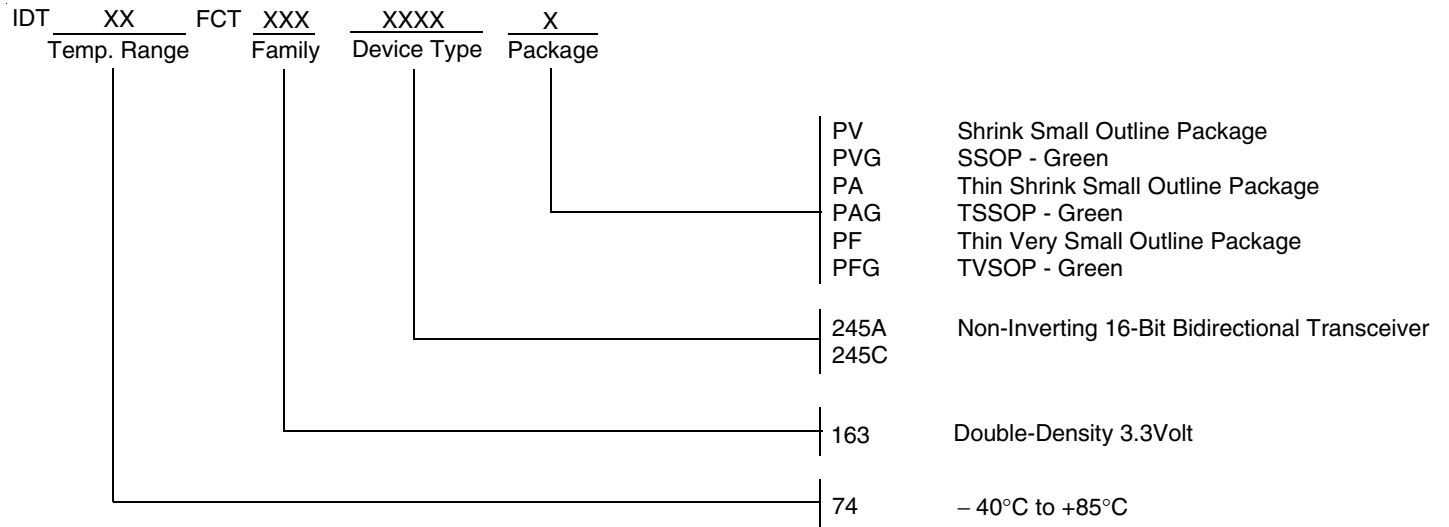 IDT XX FCT XXX XXXX X
Temp. Range Family Device Type Package
PV Shrink Small Outline Package
PVG SSOP - Green
PA Thin Shrink Small Outline Package
PAG TSSOP - Green
PF Thin Very Small Outline Package
PFG TVSOP - Green
245A Non-Inverting 16-Bit Bidirectional Transceiver
245C
163 Double-Density 3.3Volt
74 – 40°C to +85°C